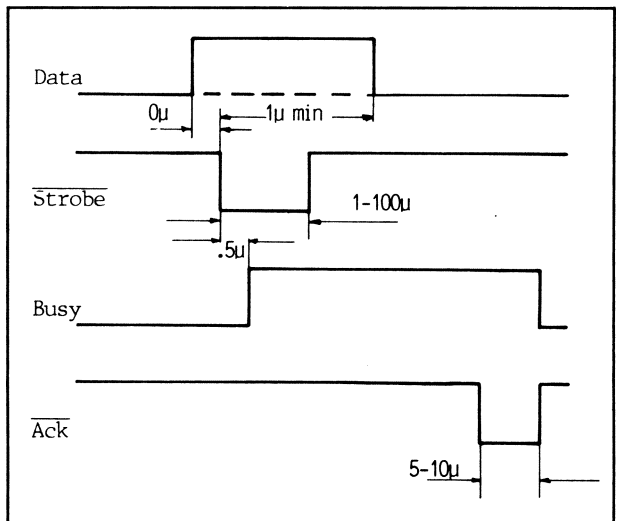 Data
0µ
1µ min
Strobe
1-100µ
.5µ
Busy
Ack
5-10µ